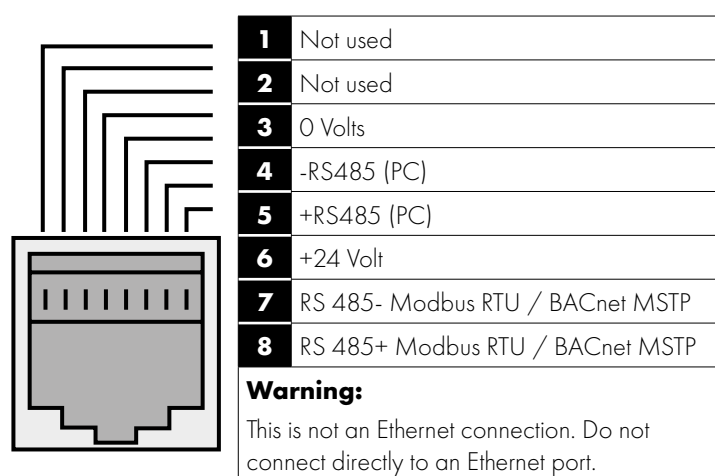 1 Not used
2 Not used
3 0 Volts
4 -RS485 (PC)
5 +RS485 (PC)
6 +24 Volt
7 RS 485- Modbus RTU / BACnet MSTP
8 RS 485+ Modbus RTU / BACnet MSTP
Warning:
This is not an Ethernet connection. Do not
connect directly to an Ethernet port.